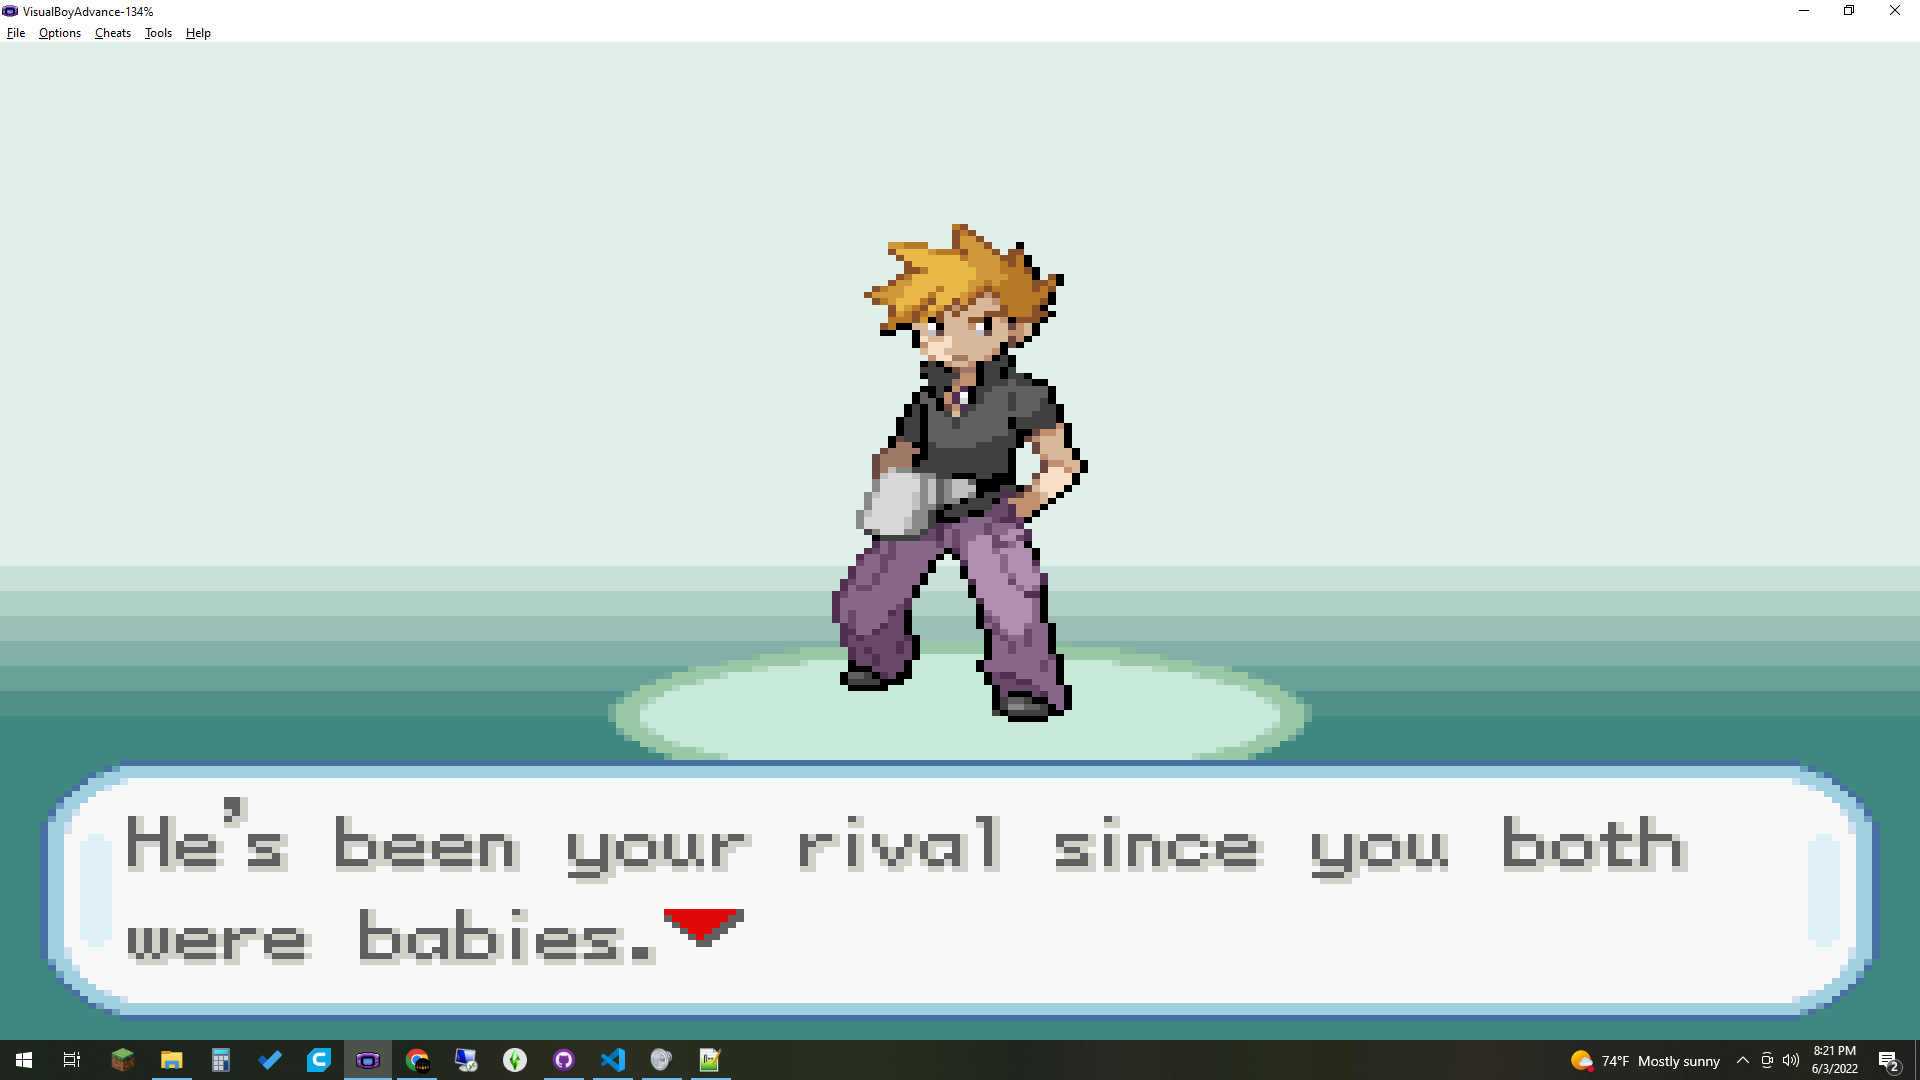 VisualBoyAdvance-134%
File Options Cheats Tools Help
He's been your rival since you both
were babies.
74°F Mostly sunny
8:21 PM
6/3/2022
2